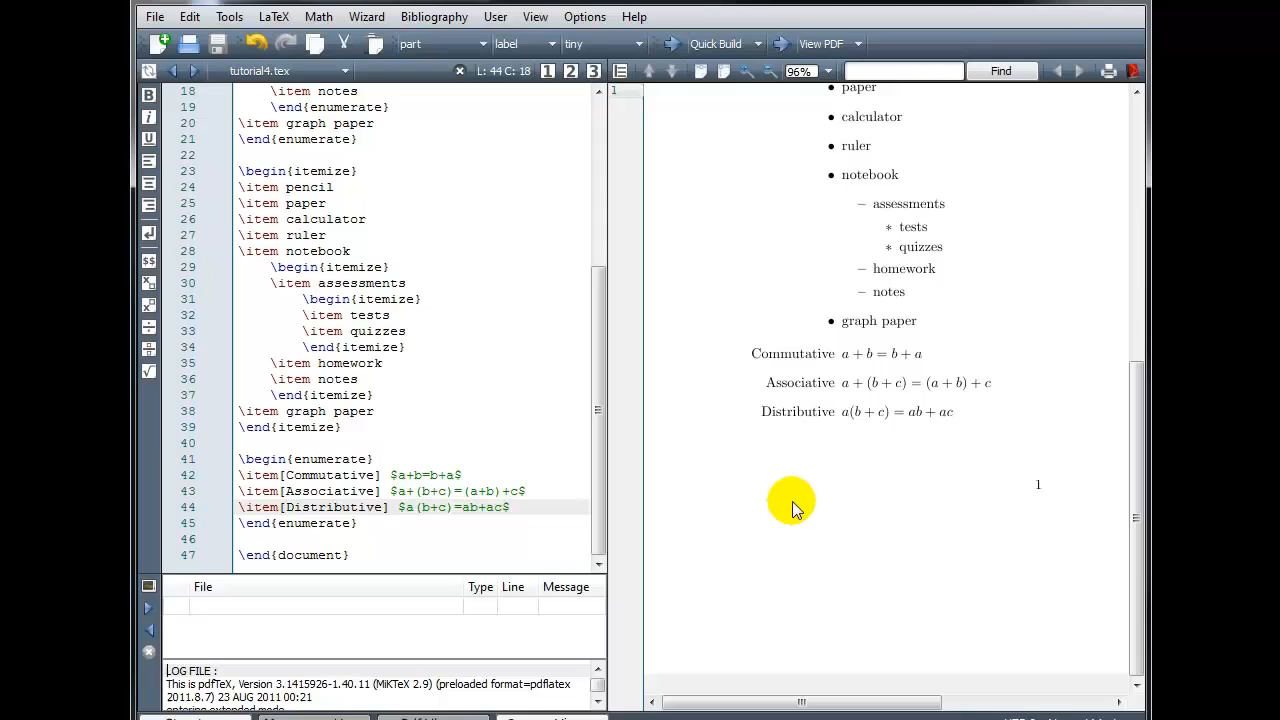 File Edit Tools LaTeX Math Wizard Bibliography User View Options Help
part label tiny Quick Build View PDF
tutorial4.tex L: 44 C: 18 1 2 3 96% Find
18 \item notes
19 \end{enumerate}
20 \item graph paper
21 \end{enumerate}
22
23 \begin{itemize}
24 \item pencil
25 \item paper
26 \item calculator
27 \item ruler
28 \item notebook
29 \begin{itemize}
30 \item assessments
31 \begin{itemize}
32 \item tests
33 \item quizzes
34 \end{itemize}
35 \item homework
36 \item notes
37 \end{itemize}
38 \item graph paper
39 \end{itemize}
40
41 \begin{enumerate}
42 \item[Commutative] $a+b=b+a$
43 \item[Associative] $a+(b+c)=(a+b)+c$
44 \item[Distributive] $a(b+c)=ab+ac$
45 \end{enumerate}
46
47 \end{document}
File Type Line Message
LOG FILE :
This is pdfTeX, Version 3.1415926-1.40.11 (MiKTeX 2.9) (preloaded format=pdflatex
2011.8.7) 23 AUG 2011 00:21
entering extended mode
1
• paper
• calculator
• ruler
• notebook
– assessments
∗ tests
∗ quizzes
– homework
– notes
• graph paper
Commutative a + b = b + a
Associative a + (b + c) = (a + b) + c
Distributive a(b + c) = ab + ac
1